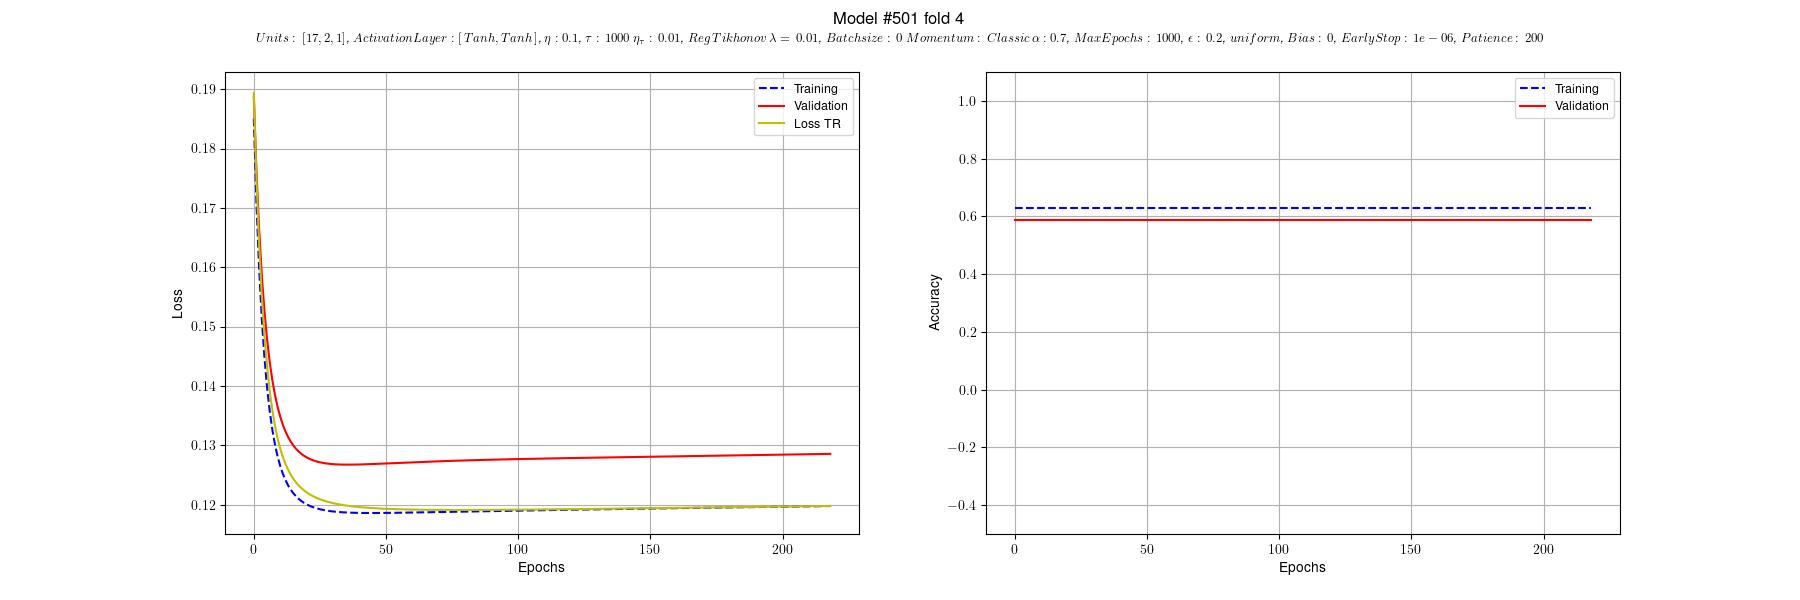 Model #501 fold 4
Units : [17, 2, 1], ActivationLayer : [Tanh, Tanh], η : 0.1, τ : 1000 ητ : 0.01, RegTikhonov λ = 0.01, Batchsize : 0 Momentum : Classic α : 0.7, MaxEpochs : 1000, ϵ : 0.2, uniform, Bias : 0, EarlyStop : 1e − 06, Patience : 200
Training
Validation
Loss TR
0.19
0.18
0.17
0.16
0.15
0.14
0.13
0.12
Loss
0 50 100 150 200
Epochs
Training
Validation
1.0
0.8
0.6
0.4
0.2
0.0
−0.2
−0.4
Accuracy
0 50 100 150 200
Epochs